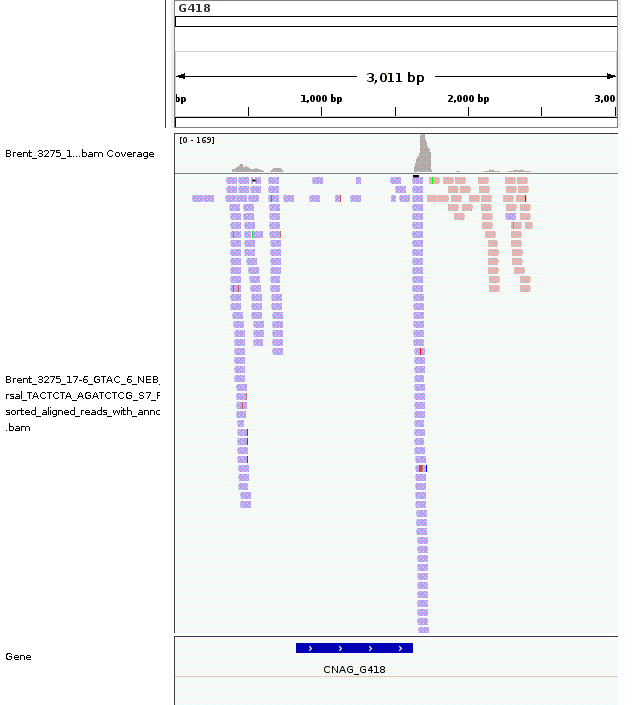 G418
3,011 bp
bp
1,000 bp
2,000 bp
3,00
[0 - 169]
Brent_3275_1...bam Coverage
Brent_3275_17-6_GTAC_6_NEB_
rsal_TACTCTA_AGATCTCG_S7_F
sorted_aligned_reads_with_anno
.bam
Gene
CNAG_G418